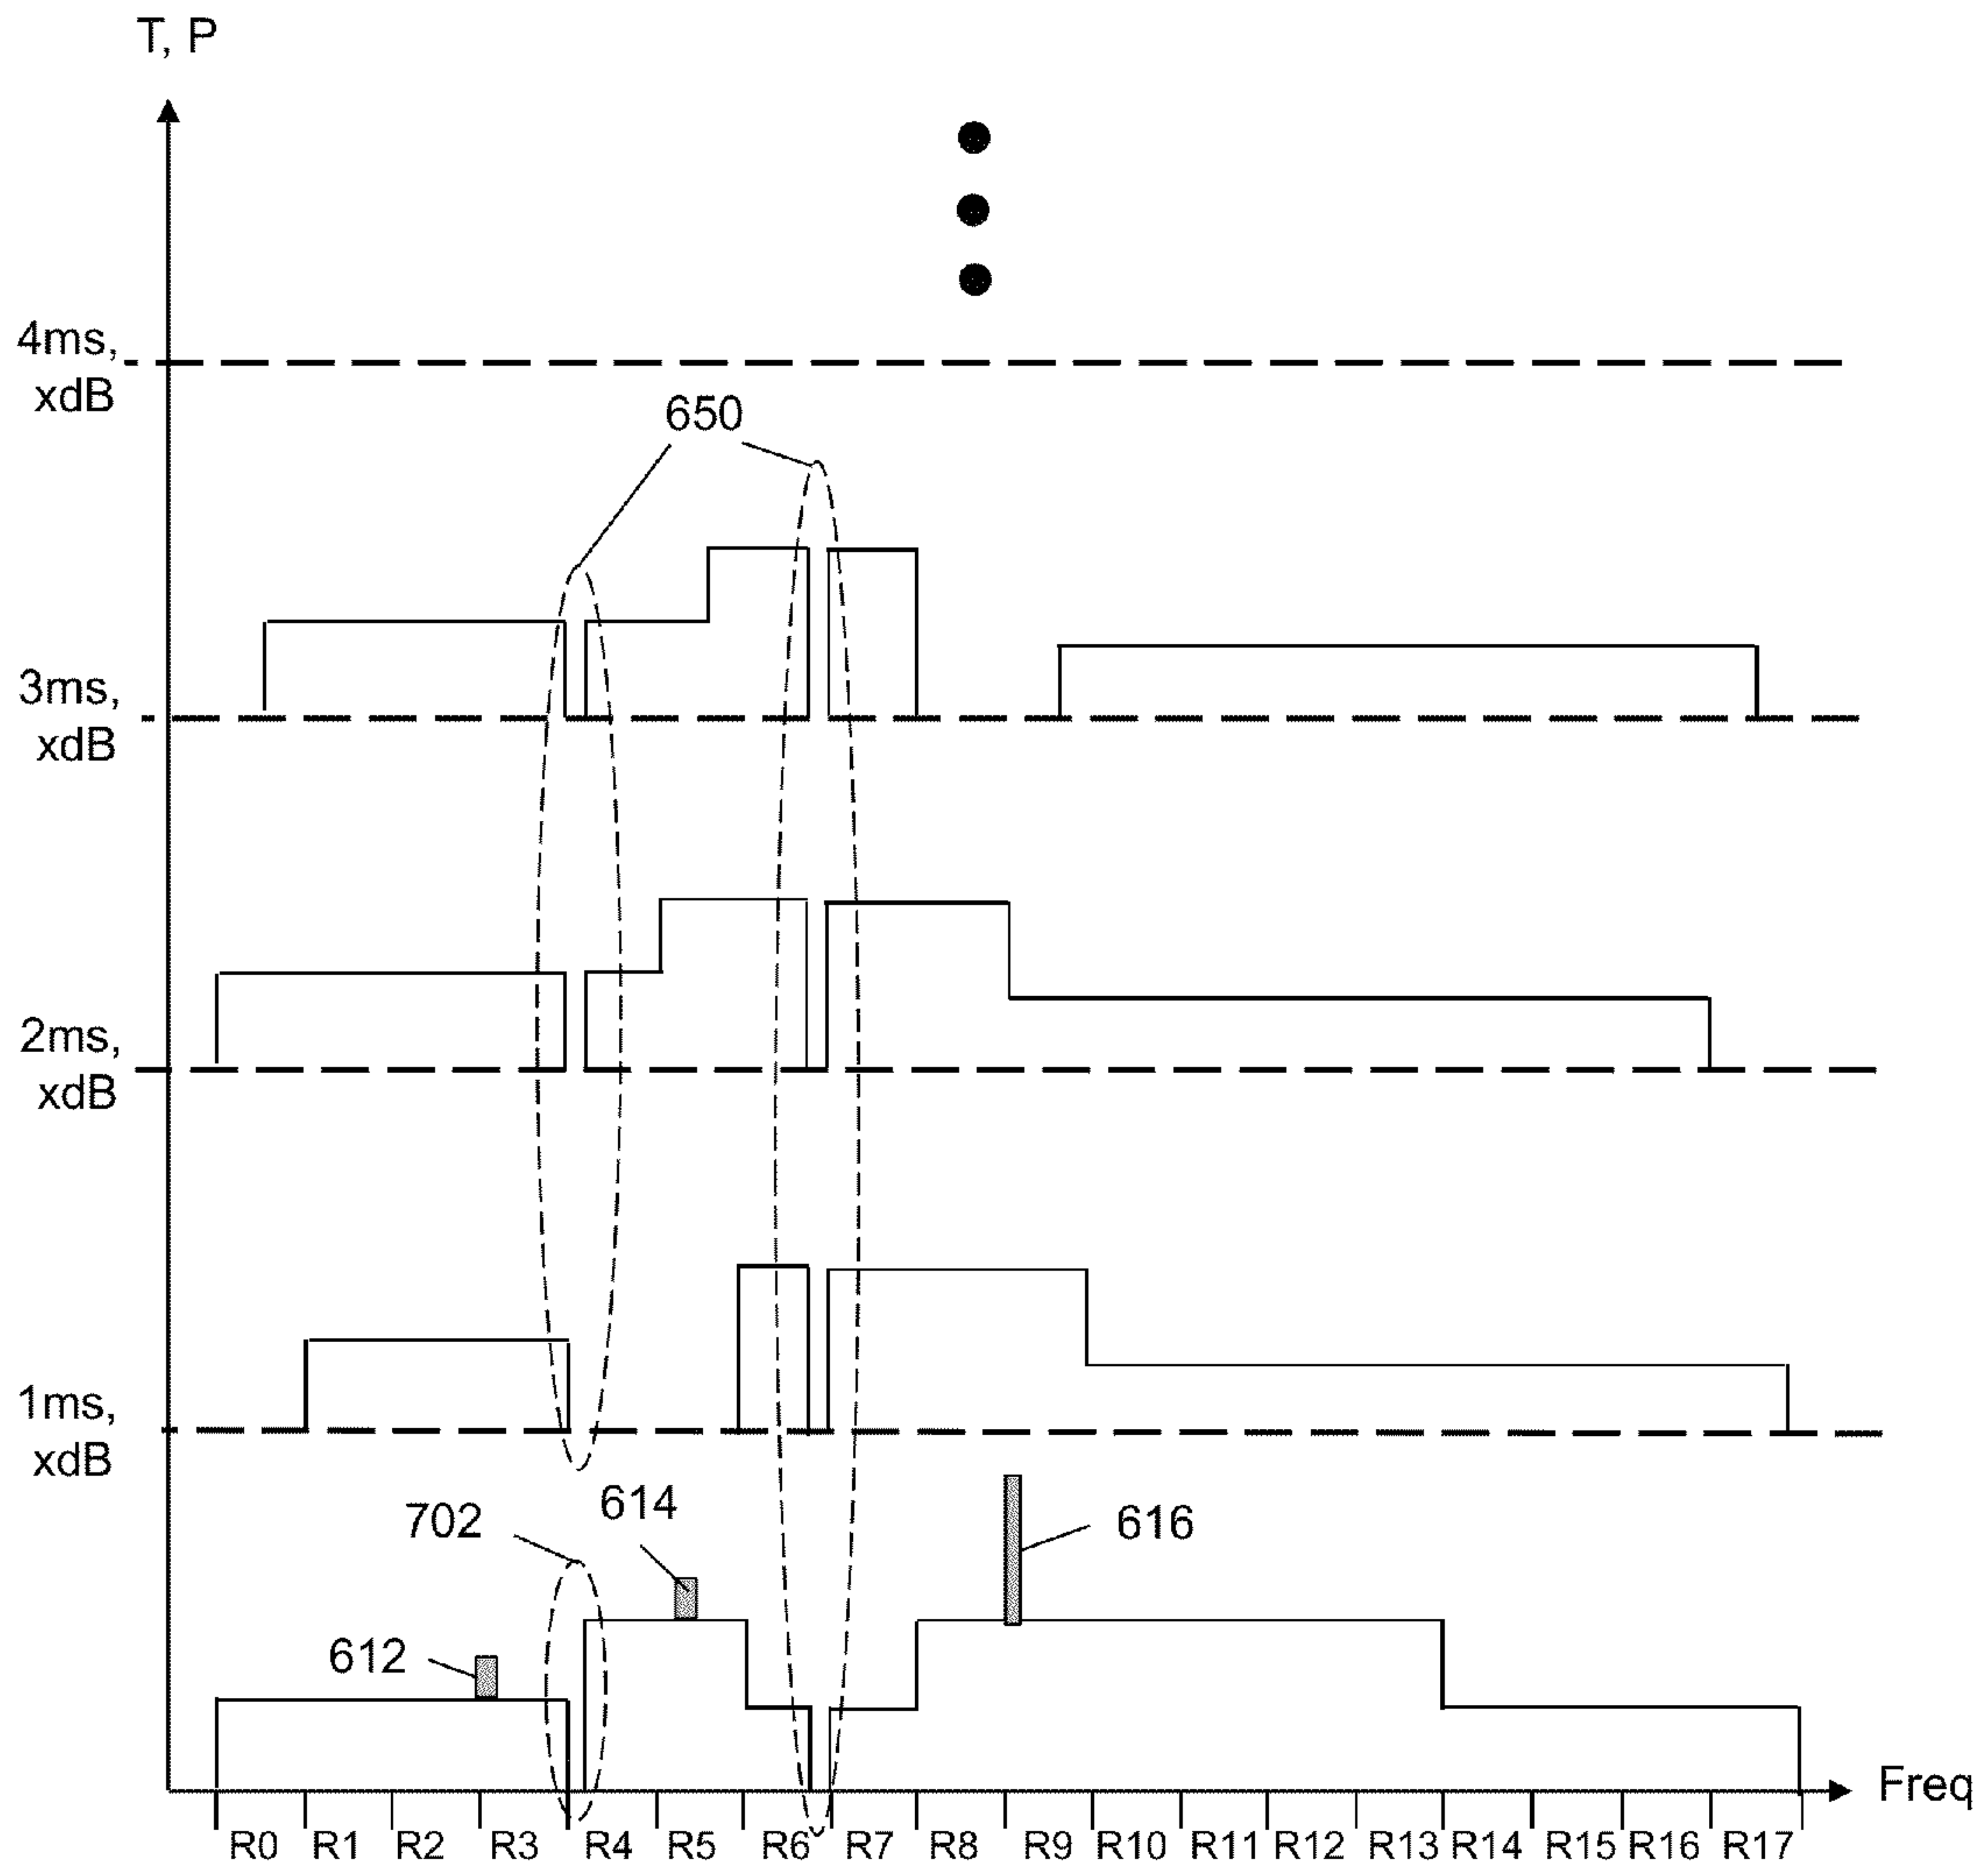 T, P
4ms,
xdB
650
3ms,
xdB
2ms,
xdB
1ms,
xdB
702
614
616
612
Freq
R0 R1 R2 R3 R4 R5 R6 R7 R8 R9 R10 R11 R12 R13 R14 R15 R16 R17